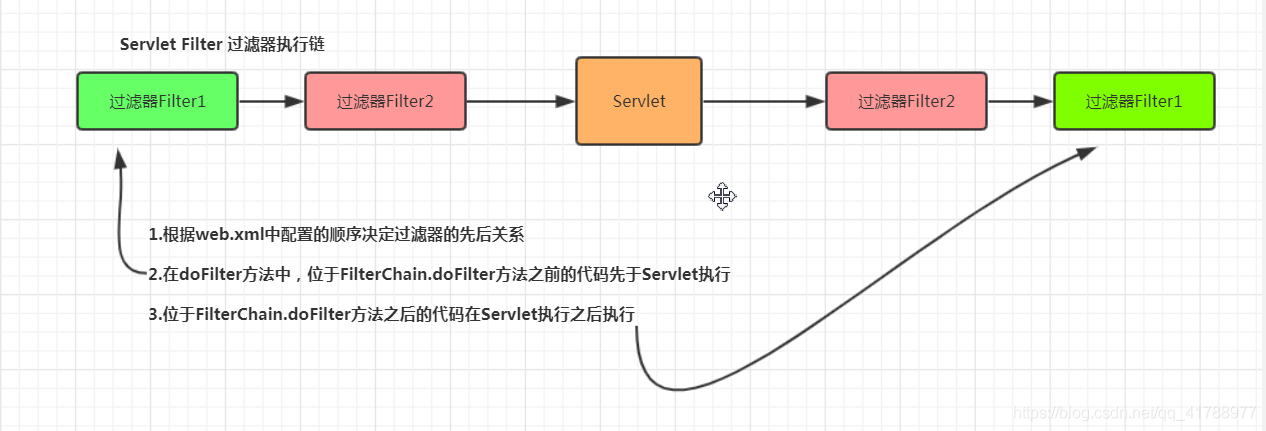 Servlet Filter 过滤器执行链
过滤器Filter1
过滤器Filter2
Servlet
过滤器Filter2
过滤器Filter1
1.根据web.xml中配置的顺序决定过滤器的先后关系
2.在doFilter方法中，位于FilterChain.doFilter方法之前的代码先于Servlet执行
3.位于FilterChain.doFilter方法之后的代码在Servlet执行之后执行
https://blog.csdn.net/qq_41788977